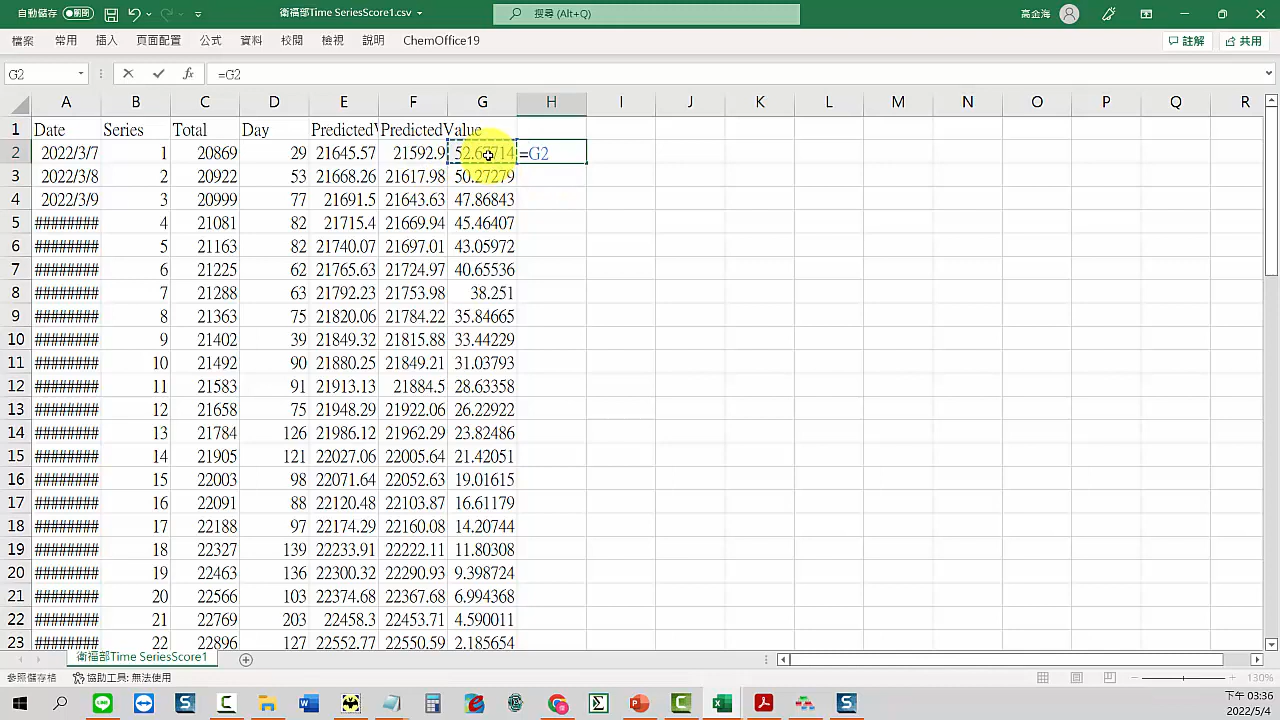 自動儲存 關閉 衛福部Time SeriesScore1.csv 搜尋 (Alt+Q) 高金海
檔案 常用 插入 頁面配置 公式 資料 校閱 檢視 說明 ChemOffice19 註解 共用
G2 fx =G2
A B C D E F G H I J K L M N O P Q R
1 Date Series Total Day PredictedV PredictedValue
2 2022/3/7 1 20869 29 21645.57 21592.9 52.67714 =G2
3 2022/3/8 2 20922 53 21668.26 21617.98 50.27279
4 2022/3/9 3 20999 77 21691.5 21643.63 47.86843
5 ######## 4 21081 82 21715.4 21669.94 45.46407
6 ######## 5 21163 82 21740.07 21697.01 43.05972
7 ######## 6 21225 62 21765.63 21724.97 40.65536
8 ######## 7 21288 63 21792.23 21753.98 38.251
9 ######## 8 21363 75 21820.06 21784.22 35.84665
10 ######## 9 21402 39 21849.32 21815.88 33.44229
11 ######## 10 21492 90 21880.25 21849.21 31.03793
12 ######## 11 21583 91 21913.13 21884.5 28.63358
13 ######## 12 21658 75 21948.29 21922.06 26.22922
14 ######## 13 21784 126 21986.12 21962.29 23.82486
15 ######## 14 21905 121 22027.06 22005.64 21.42051
16 ######## 15 22003 98 22071.64 22052.63 19.01615
17 ######## 16 22091 88 22120.48 22103.87 16.61179
18 ######## 17 22188 97 22174.29 22160.08 14.20744
19 ######## 18 22327 139 22233.91 22222.11 11.80308
20 ######## 19 22463 136 22300.32 22290.93 9.398724
21 ######## 20 22566 103 22374.68 22367.68 6.994368
22 ######## 21 22769 203 22458.3 22453.71 4.590011
23 ######## 22 22896 127 22552.77 22550.59 2.185654
衛福部Time SeriesScore1
參照儲存格 協助工具: 無法使用 130%
下午 03:36
2022/5/4